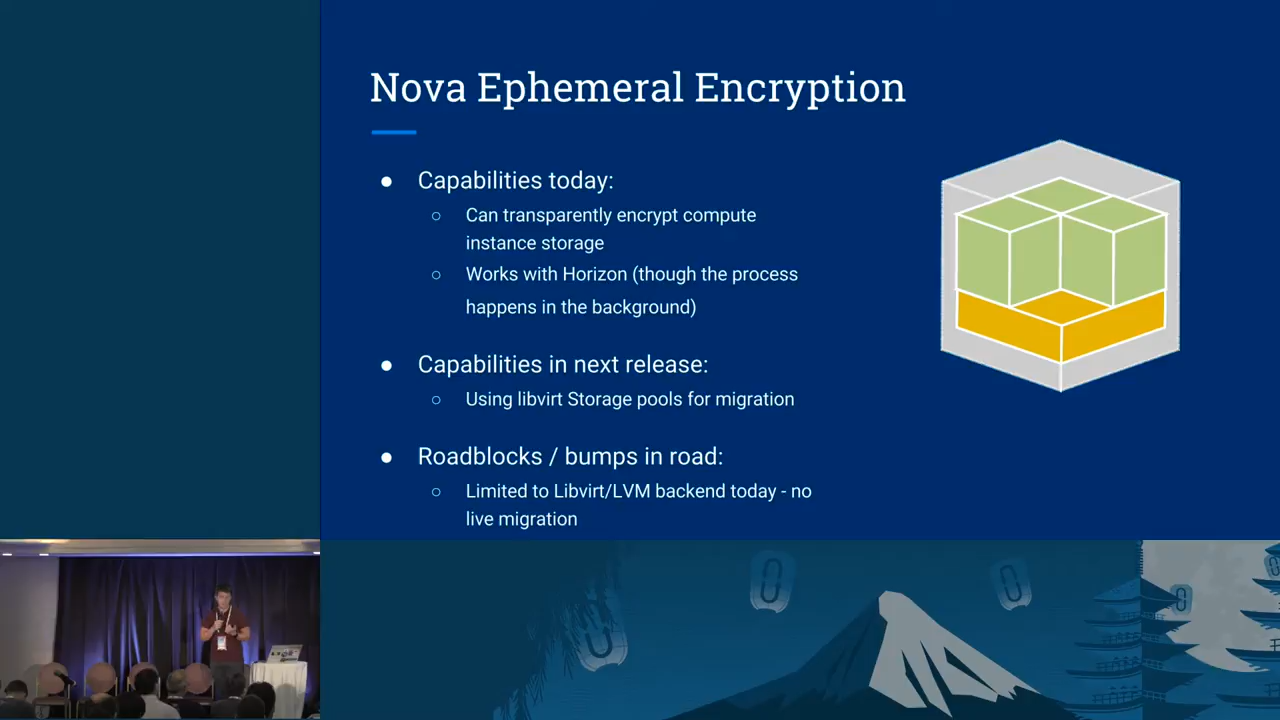 Nova Ephemeral Encryption
● Capabilities today:
○ Can transparently encrypt compute
instance storage
○ Works with Horizon (though the process
happens in the background)
● Capabilities in next release:
○ Using libvirt Storage pools for migration
● Roadblocks / bumps in road:
○ Limited to Libvirt/LVM backend today - no
live migration